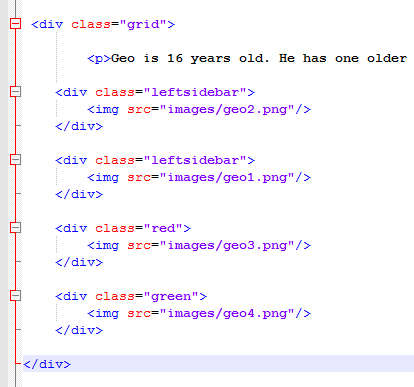 <div class="grid">
<p>Geo is 16 years old. He has one older
<div class="leftsidebar">
<img src="images/geo2.png"/>
</div>
<div class="leftsidebar">
<img src="images/geo1.png"/>
</div>
<div class="red">
<img src="images/geo3.png"/>
</div>
<div class="green">
<img src="images/geo4.png"/>
</div>
</div>